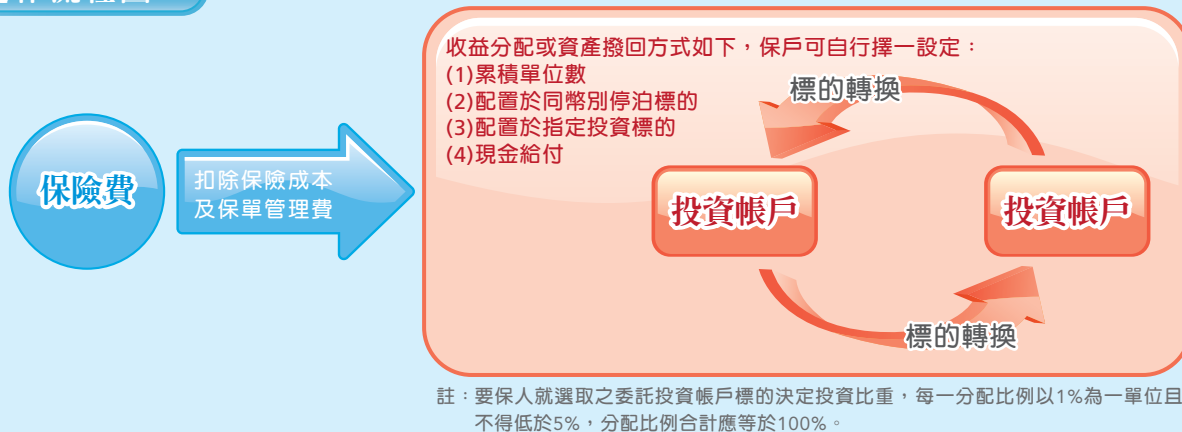 收益分配或資產撥回方式如下，保戶可自行擇一設定：
(1)累積單位數
(2)配置於同幣別停泊標的
(3)配置於指定投資標的
(4)現金給付
標的轉換
保險費
扣除保險成本
及保單管理費
投資帳戶
投資帳戶
標的轉換
註：要保人就選取之委託投資帳戶標的決定投資比重，每一分配比例以1%為一單位且
不得低於5%，分配比例合計應等於100%。